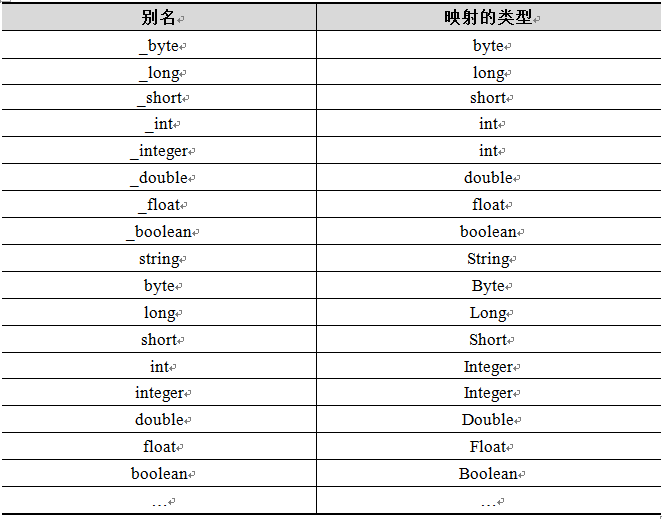 别名 映射的类型
_byte byte
_long long
_short short
_int int
_integer int
_double double
_float float
_boolean boolean
string String
byte Byte
long Long
short Short
int Integer
integer Integer
double Double
float Float
boolean Boolean
… …